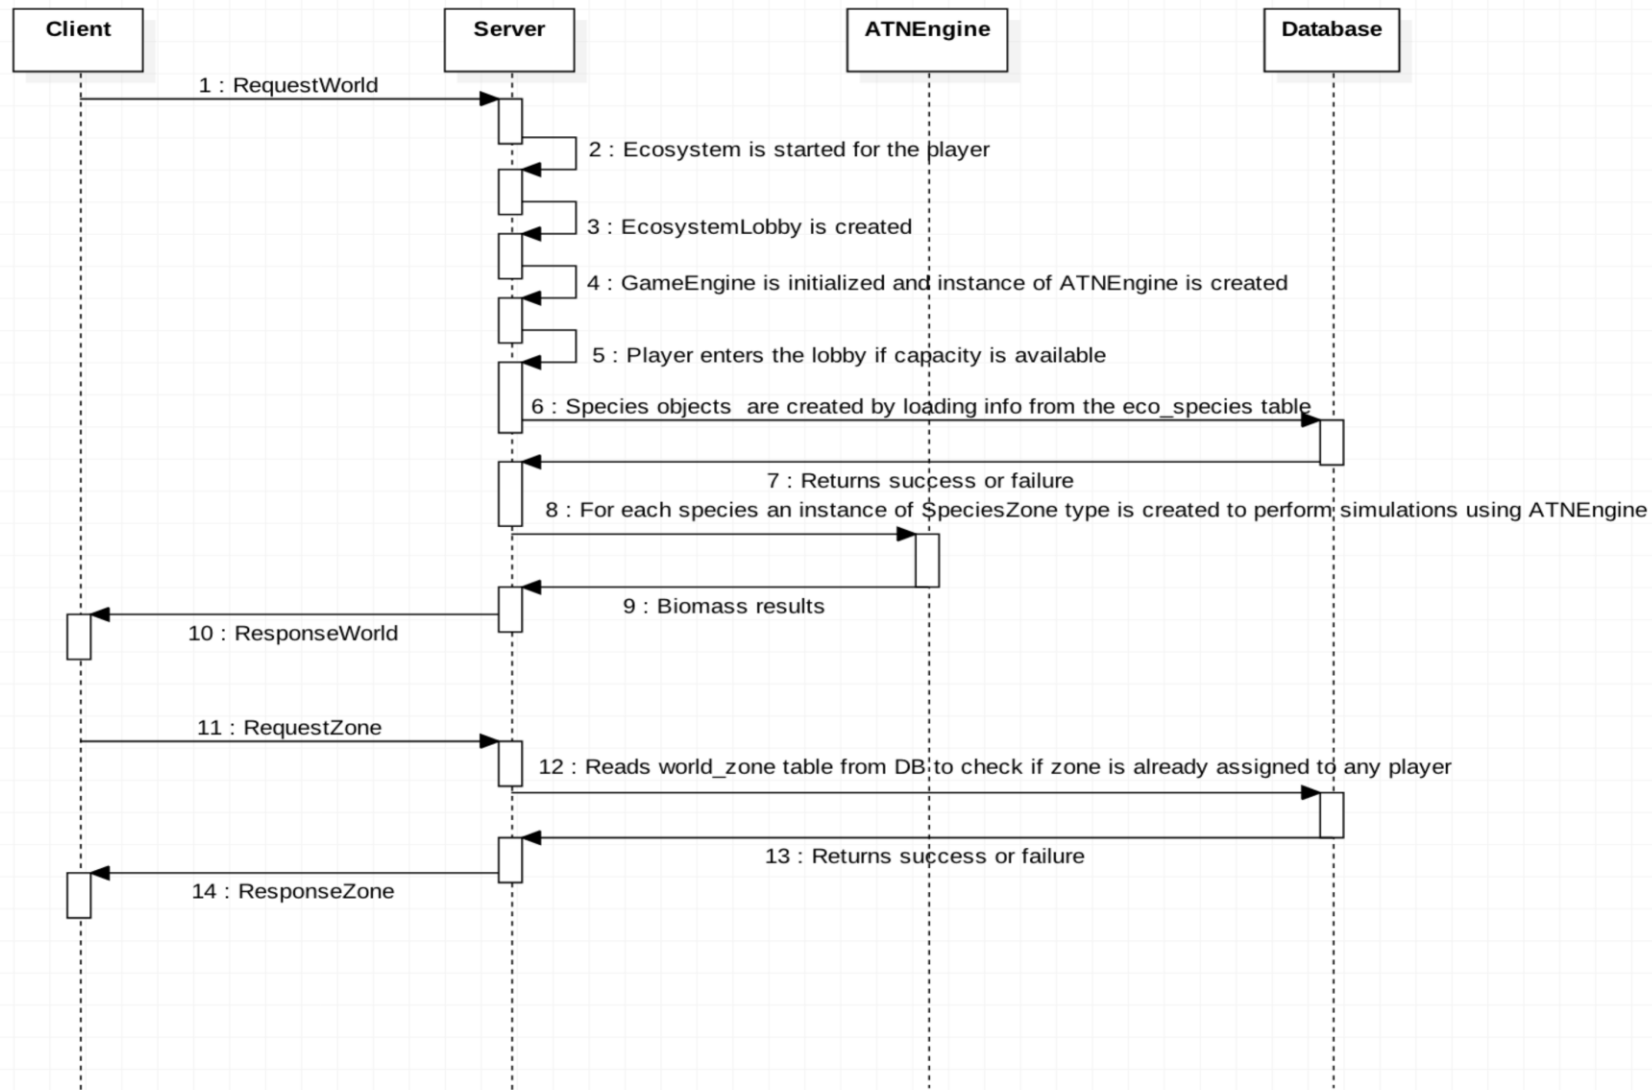 Client
Server
ATNEngine
Database
1 : RequestWorld
2 : Ecosystem is started for the player
3 : EcosystemLobby is created
4 : GameEngine is initialized and instance of ATNEngine is created
5 : Player enters the lobby if capacity is available
6 : Species objects  are created by loading info from the eco_species table
7 : Returns success or failure
8 : For each species an instance of SpeciesZone type is created to perform simulations using ATNEngine
9 : Biomass results
10 : ResponseWorld
11 : RequestZone
12 : Reads world_zone table from DB to check if zone is already assigned to any player
13 : Returns success or failure
14 : ResponseZone